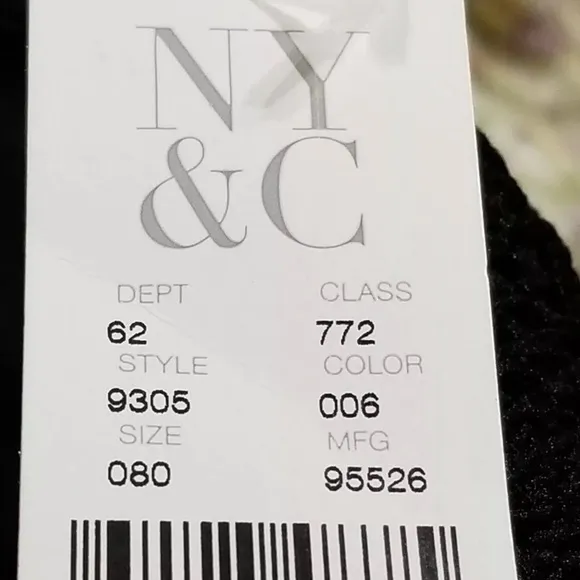 NY
&C
DEPT CLASS
62 772
STYLE COLOR
9305 006
SIZE MFG
080 95526